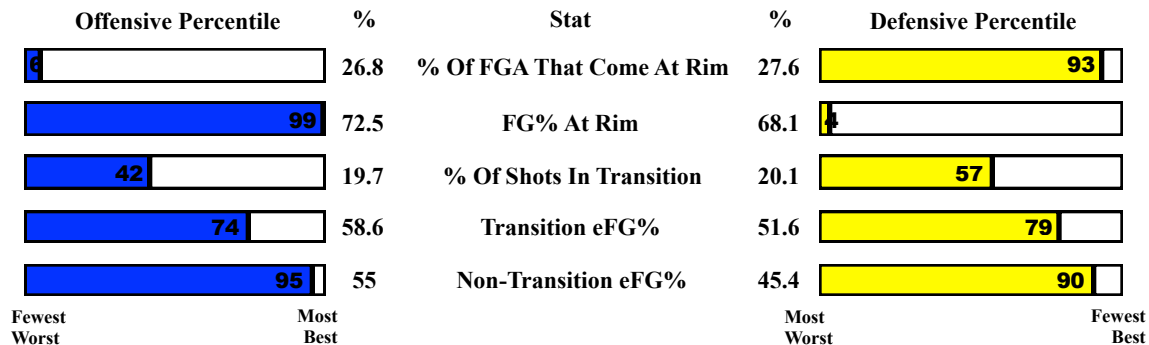 Offensive Percentile % Stat % Defensive Percentile
6 26.8 % Of FGA That Come At Rim 27.6 93
99 72.5 FG% At Rim 68.1 4
42 19.7 % Of Shots In Transition 20.1 57
74 58.6 Transition eFG% 51.6 79
95 55 Non-Transition eFG% 45.4 90
Fewest Most Most Fewest
Worst Best Worst Best